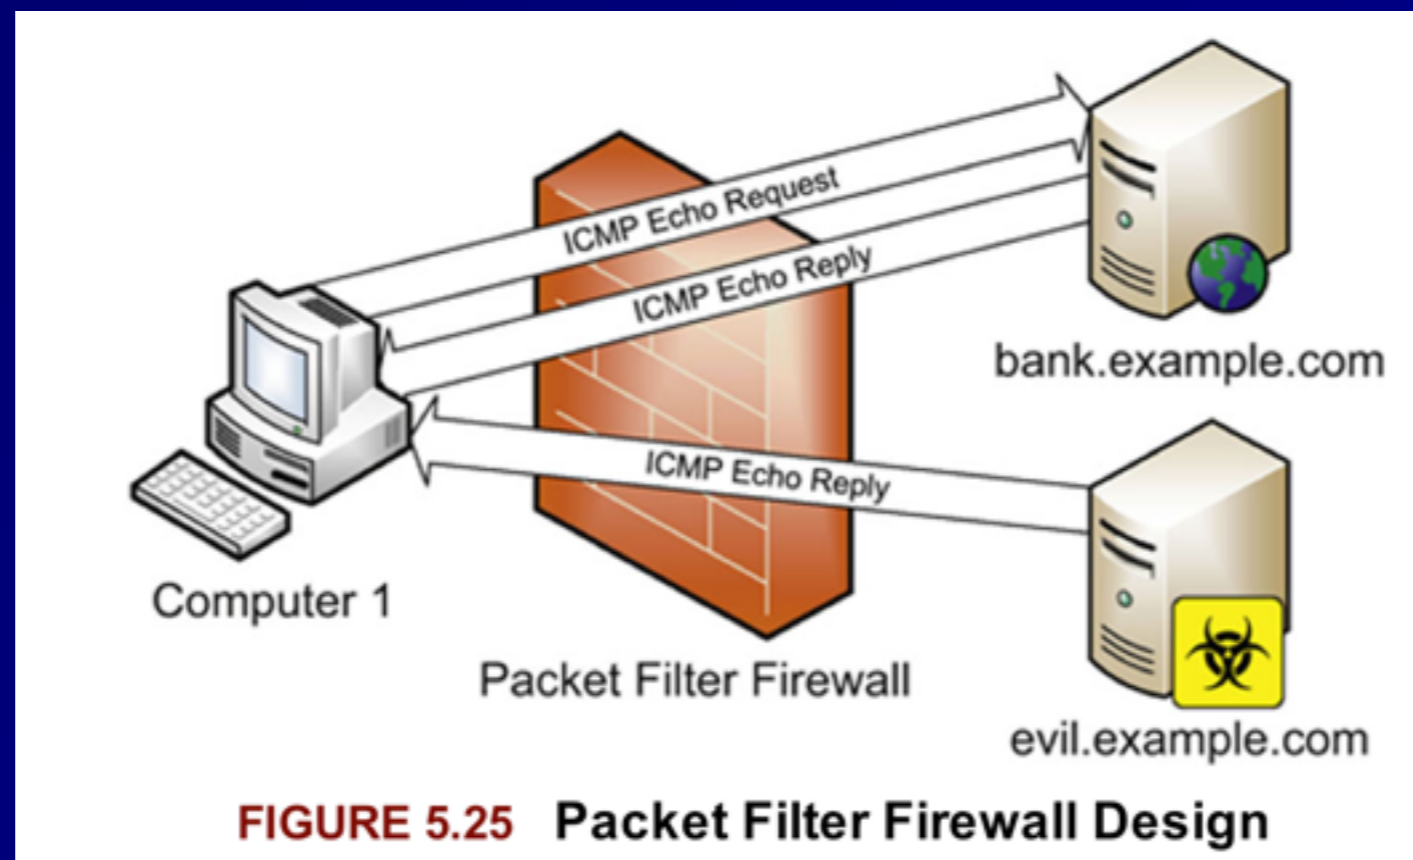 ICMP Echo Request
ICMP Echo Reply
bank.example.com
ICMP Echo Reply
Computer 1
Packet Filter Firewall
evil.example.com
FIGURE 5.25 Packet Filter Firewall Design